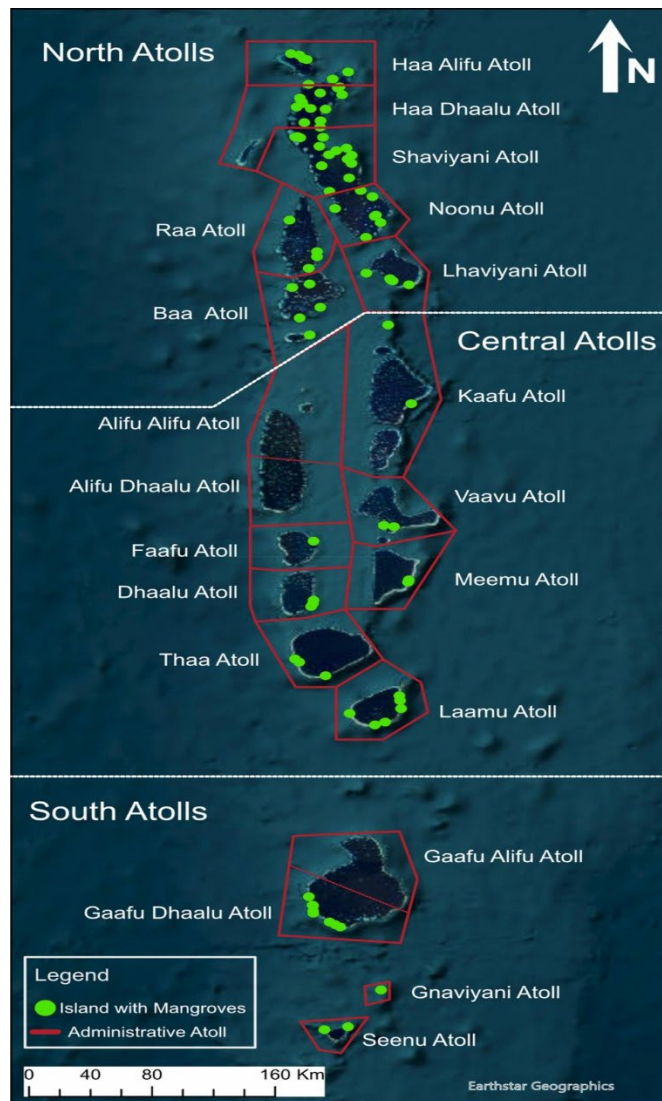 North Atolls
N
Haa Alifu Atoll
Haa Dhaalu Atoll
Shaviyani Atoll
Noonu Atoll
Raa Atoll
Lhaviyani Atoll
Baa Atoll
Central Atolls
Kaafu Atoll
Alifu Alifu Atoll
Alifu Dhaalu Atoll
Vaavu Atoll
Faafu Atoll
Meemu Atoll
Dhaalu Atoll
Thaa Atoll
Laamu Atoll
South Atolls
Gaafu Alifu Atoll
Gaafu Dhaalu Atoll
Legend
Island with Mangroves
Administrative Atoll
Gnaviyani Atoll
Seenu Atoll
0 40 80 160 Km
Earthstar Geographics